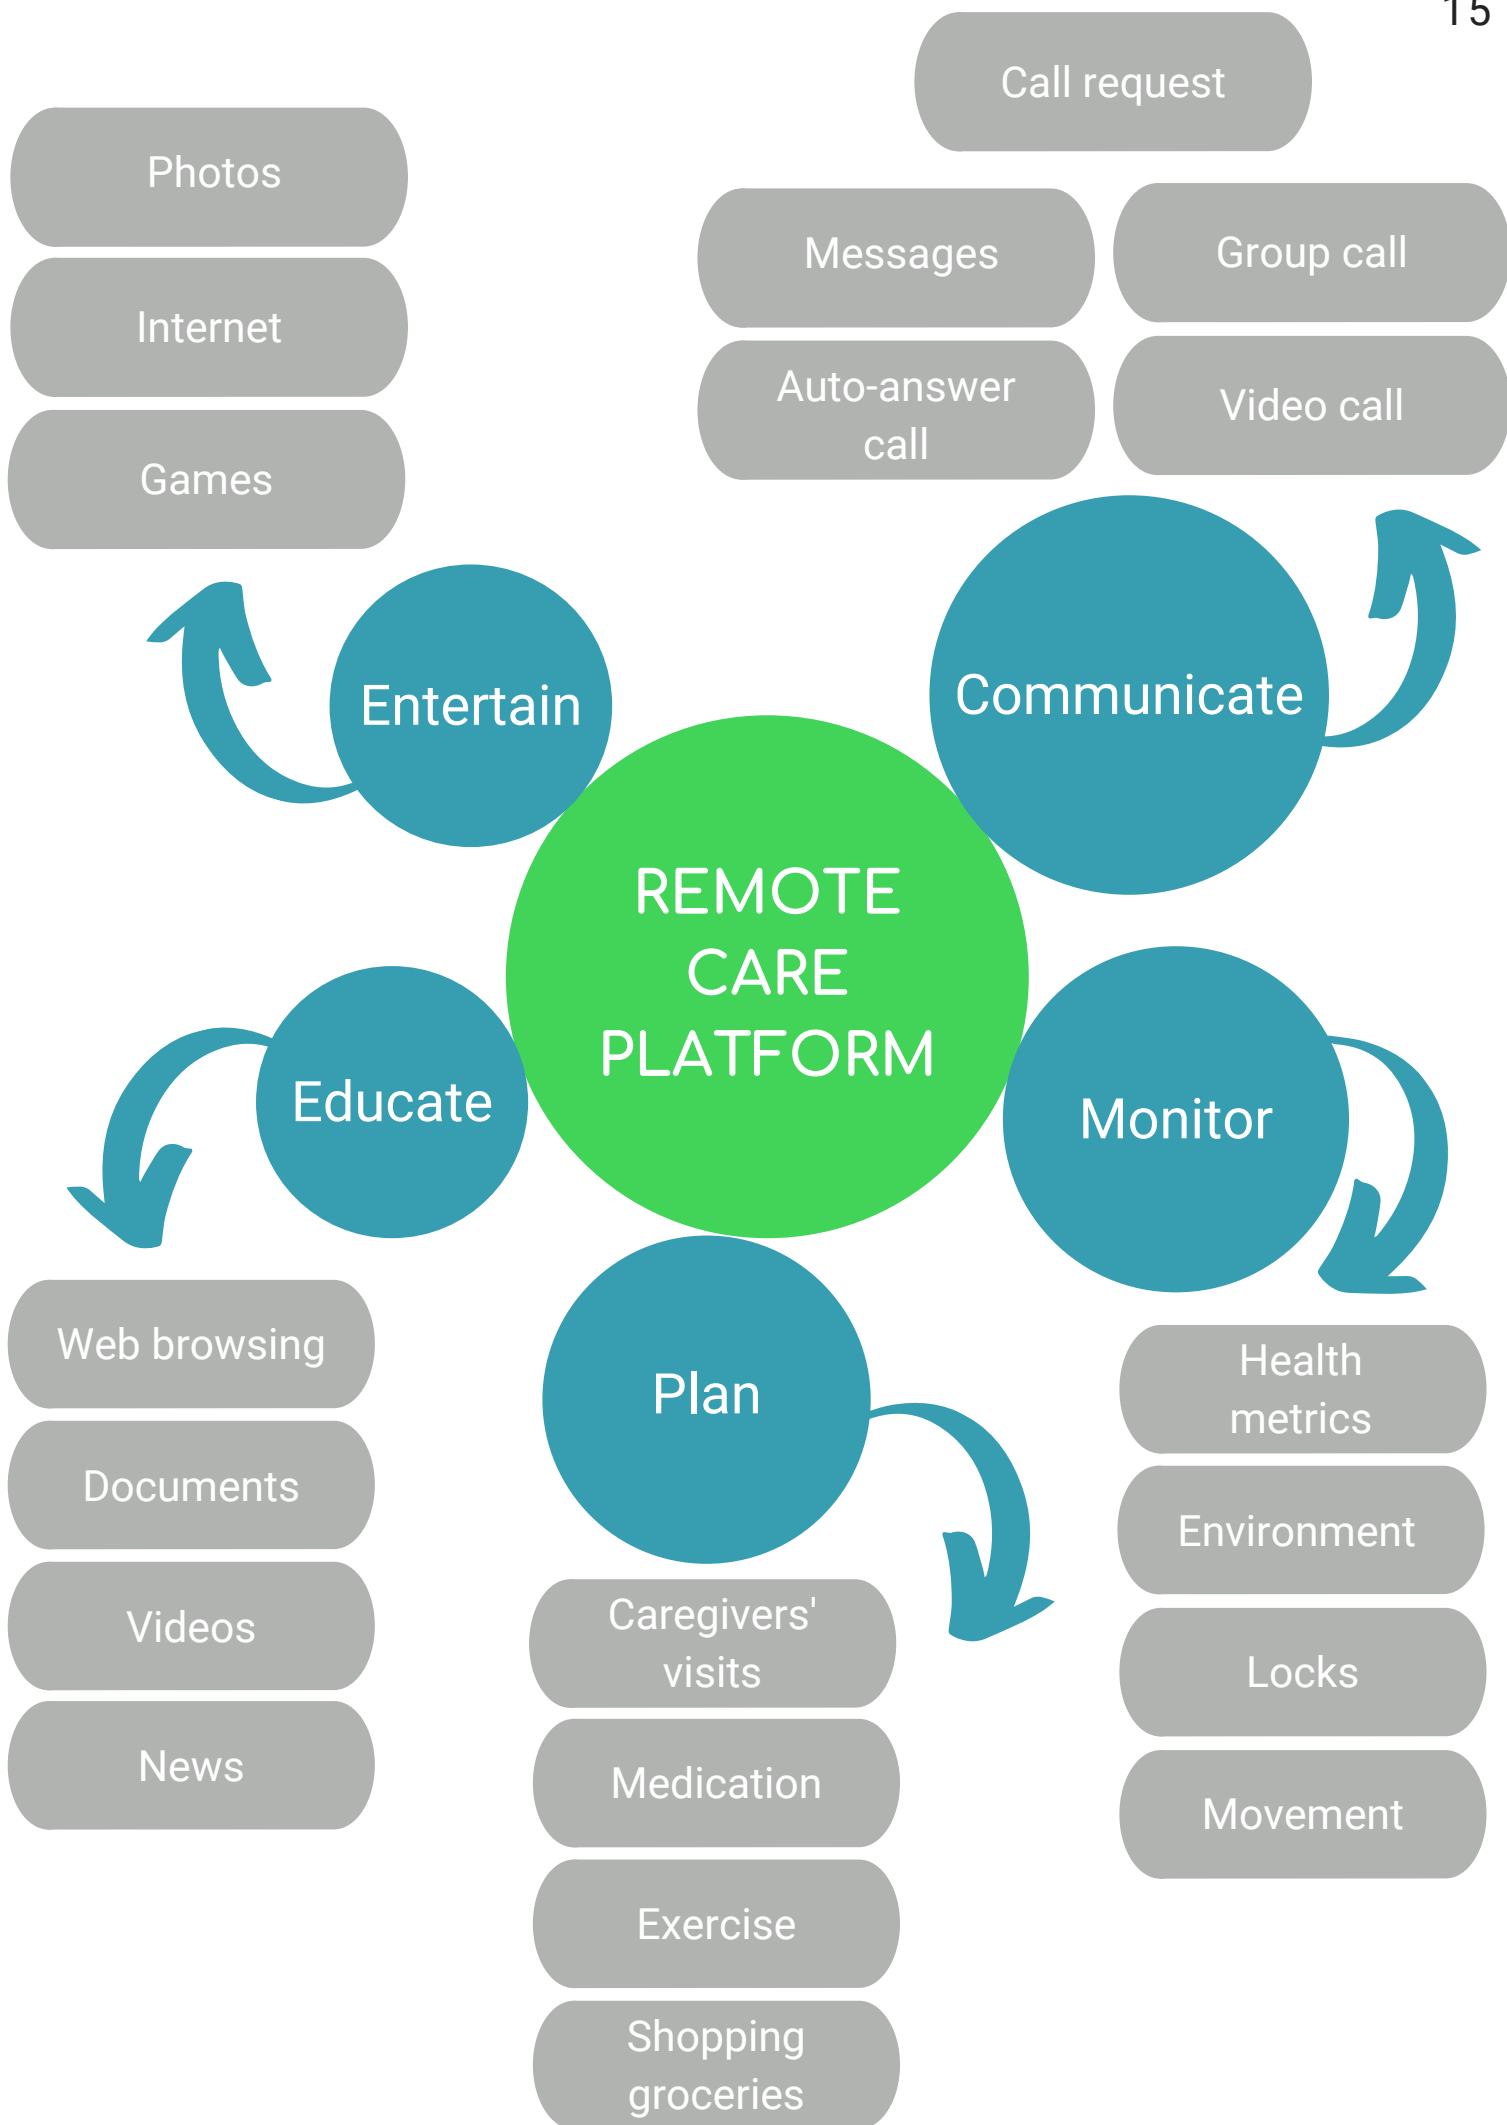 15
Call request
Photos
Messages
Group call
Internet
Auto-answer
call
Video call
Games
Entertain
Communicate
REMOTE
CARE
PLATFORM
Educate
Monitor
Web browsing
Documents
Videos
News
Plan
Caregivers'
visits
Medication
Exercise
Shopping
groceries
Health
metrics
Environment
Locks
Movement